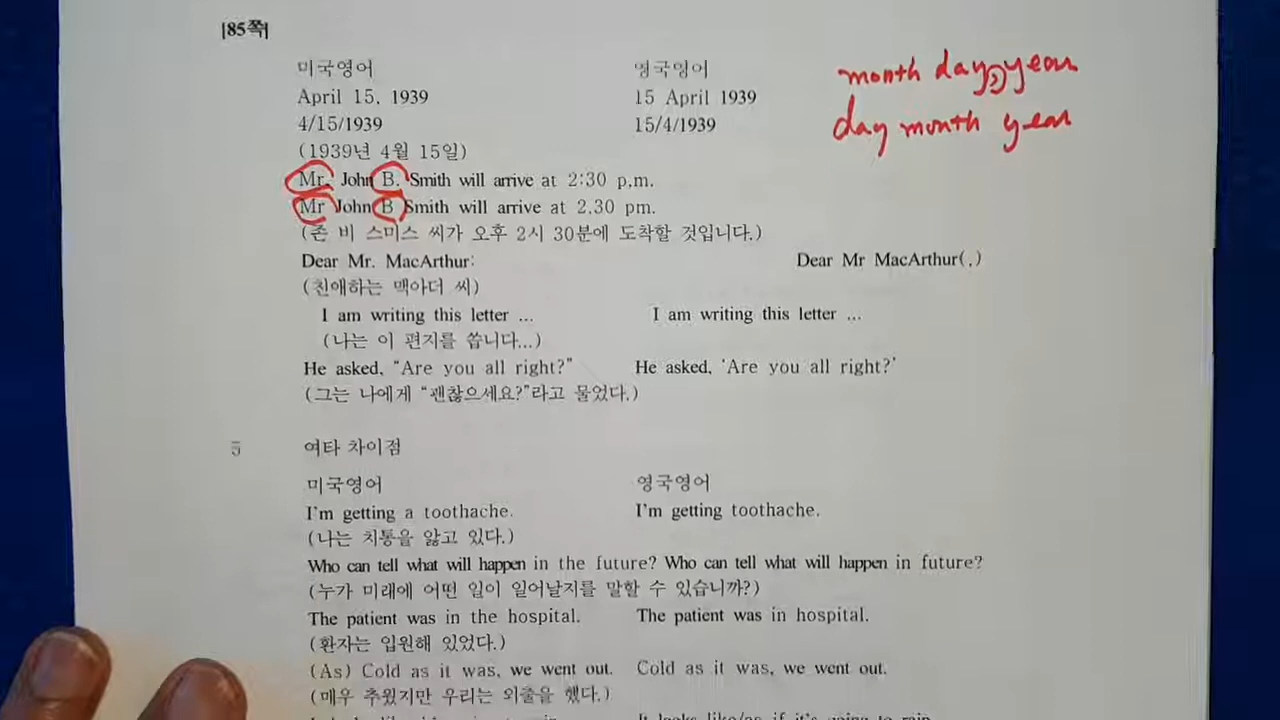 |85쪽|
미국영어 영국영어
April 15, 1939 15 April 1939
4/15/1939 15/4/1939
month day, year
day month year
(1939년 4월 15일)
Mr. John B. Smith will arrive at 2:30 p.m.
Mr John B Smith will arrive at 2.30 pm.
(존 비 스미스 씨가 오후 2시 30분에 도착할 것입니다.)
Dear Mr. MacArthur: Dear Mr MacArthur(,)
(친애하는 맥아더 씨)
I am writing this letter ... I am writing this letter ...
(나는 이 편지를 씁니다...)
He asked, “Are you all right?” He asked, ‘Are you all right?’
(그는 나에게 “괜찮으세요?”라고 물었다.)
5 여타 차이점
미국영어 영국영어
I'm getting a toothache. I'm getting toothache.
(나는 치통을 앓고 있다.)
Who can tell what will happen in the future? Who can tell what will happen in future?
(누가 미래에 어떤 일이 일어날지를 말할 수 있습니까?)
The patient was in the hospital. The patient was in hospital.
(환자는 입원해 있었다.)
(As) Cold as it was, we went out. Cold as it was, we went out.
(매우 추웠지만 우리는 외출을 했다.)
It looks like/as if it's going to rain